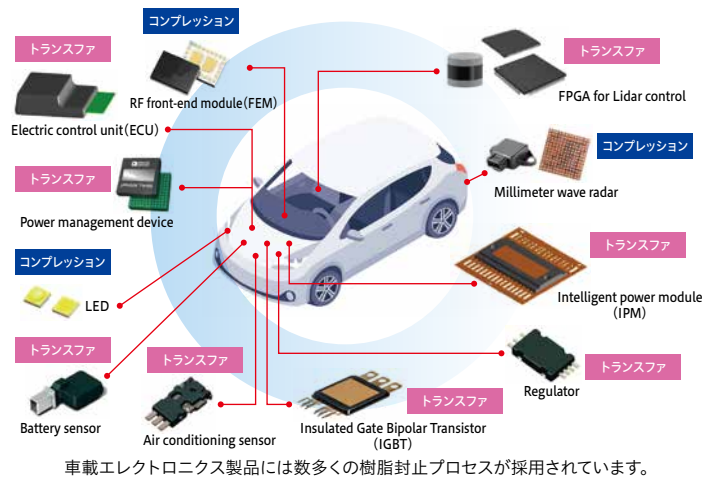 コンプレッション
RF front-end module(FEM)
トランスファ
Electric control unit(ECU)
トランスファ
FPGA for Lidar control
コンプレッション
Millimeter wave radar
トランスファ
Power management device
コンプレッション
LED
トランスファ
Intelligent power module
(IPM)
トランスファ
Battery sensor
トランスファ
Air conditioning sensor
トランスファ
Insulated Gate Bipolar Transistor
(IGBT)
トランスファ
Regulator
車載エレクトロニクス製品には数多くの樹脂封止プロセスが採用されています。